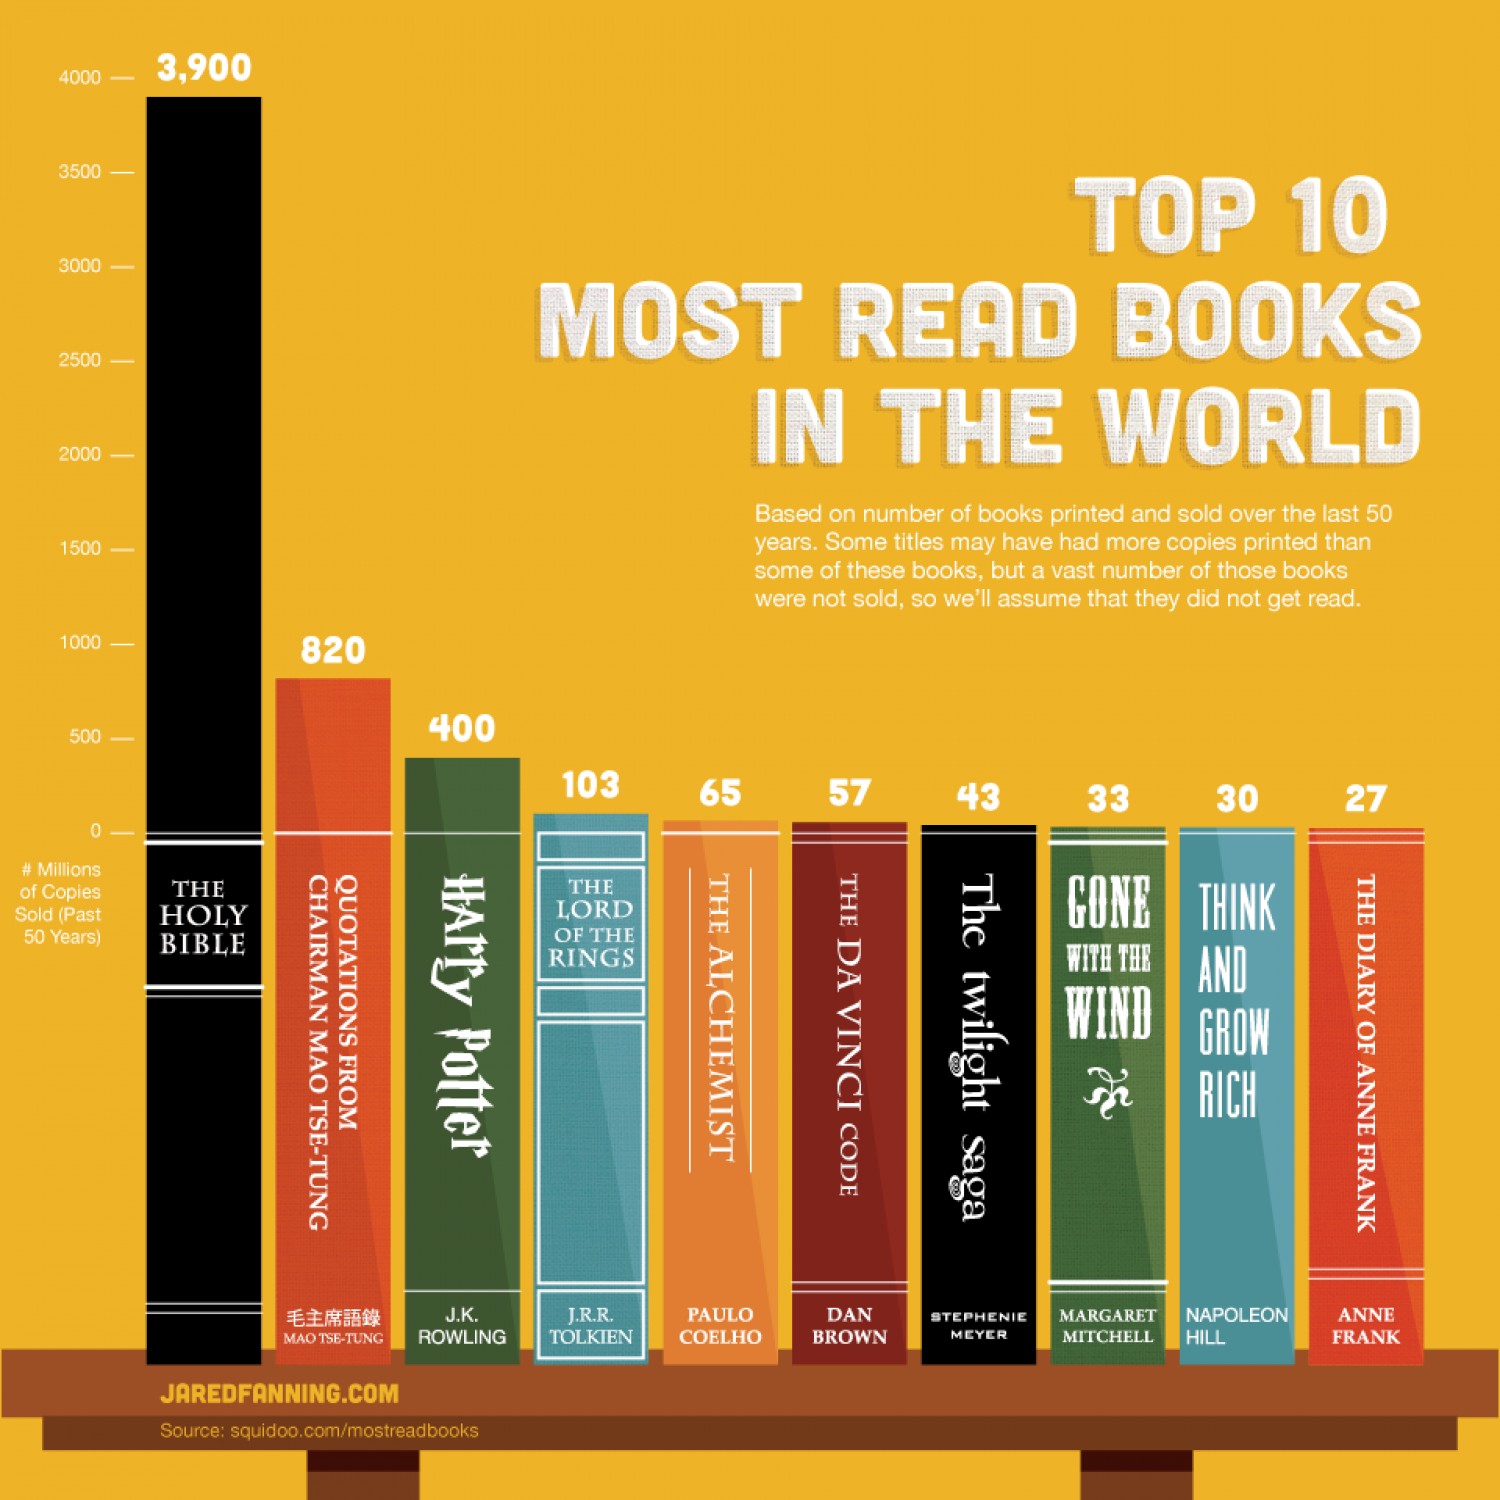 TOP 10
MOST READ BOOKS
IN THE WORLD
Based on number of books printed and sold over the last 50
years. Some titles may have had more copies printed than
some of these books, but a vast number of those books
were not sold, so we'll assume that they did not get read.
4000
3500
3000
2500
2000
1500
1000
500
0
# Millions
of Copies
Sold (Past
50 Years)
3,900
THE
HOLY
BIBLE
820
QUOTATIONS FROM
CHAIRMAN MAO TSE-TUNG
毛主席語錄
MAO TSE-TUNG
400
Harry Potter
J.K.
ROWLING
103
THE
LORD
OF THE
RINGS
J.R.R.
TOLKIEN
65
THE ALCHEMIST
PAULO
COELHO
57
THE DA VINCI CODE
DAN
BROWN
43
The twilight saga
STEPHENIE
MEYER
33
GONE
WITH THE
WIND
MARGARET
MITCHELL
30
THINK
AND
GROW
RICH
NAPOLEON
HILL
27
THE DIARY OF ANNE FRANK
ANNE
FRANK
JAREDFANNING.COM
Source: squidoo.com/mostreadbooks